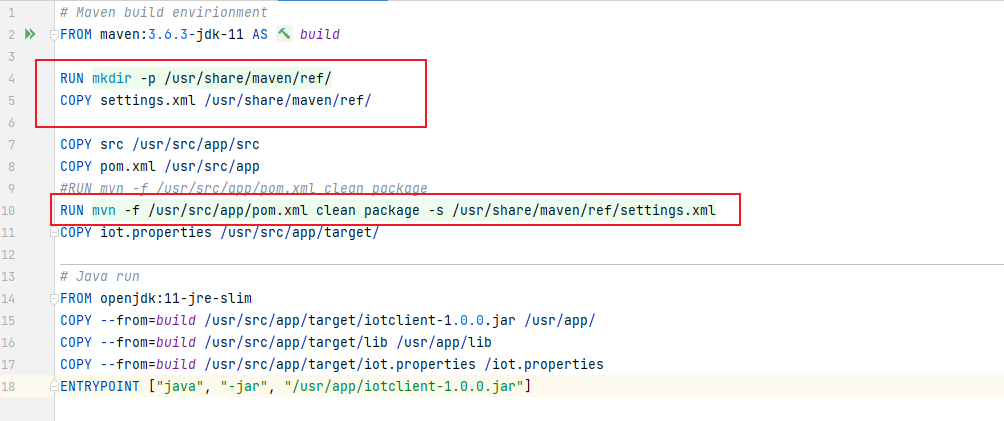 1 # Maven build envirionment
2 FROM maven:3.6.3-jdk-11 AS build
3
4 RUN mkdir -p /usr/share/maven/ref/
5 COPY settings.xml /usr/share/maven/ref/
6
7 COPY src /usr/src/app/src
8 COPY pom.xml /usr/src/app
9 #RUN mvn -f /usr/src/app/pom.xml clean package
10 RUN mvn -f /usr/src/app/pom.xml clean package -s /usr/share/maven/ref/settings.xml
11 COPY iot.properties /usr/src/app/target/
12
13 # Java run
14 FROM openjdk:11-jre-slim
15 COPY --from=build /usr/src/app/target/iotclient-1.0.0.jar /usr/app/
16 COPY --from=build /usr/src/app/target/lib /usr/app/lib
17 COPY --from=build /usr/src/app/target/iot.properties /iot.properties
18 ENTRYPOINT ["java", "-jar", "/usr/app/iotclient-1.0.0.jar"]